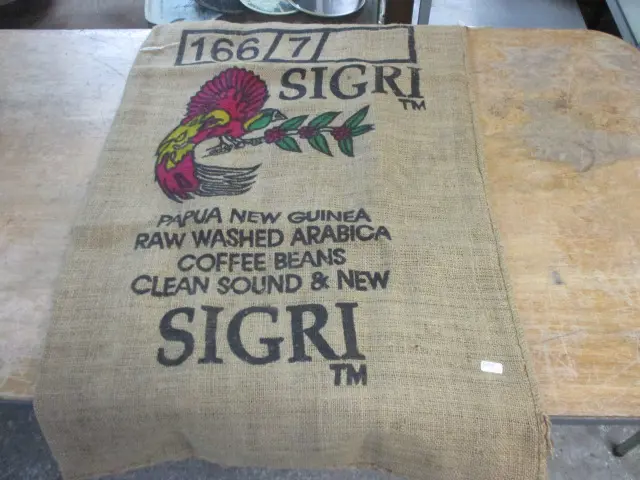 166/7/
SIGRI
TM
PAPUA NEW GUINEA
RAW WASHED ARABICA
COFFEE BEANS
CLEAN SOUND & NEW
SIGRI
TM